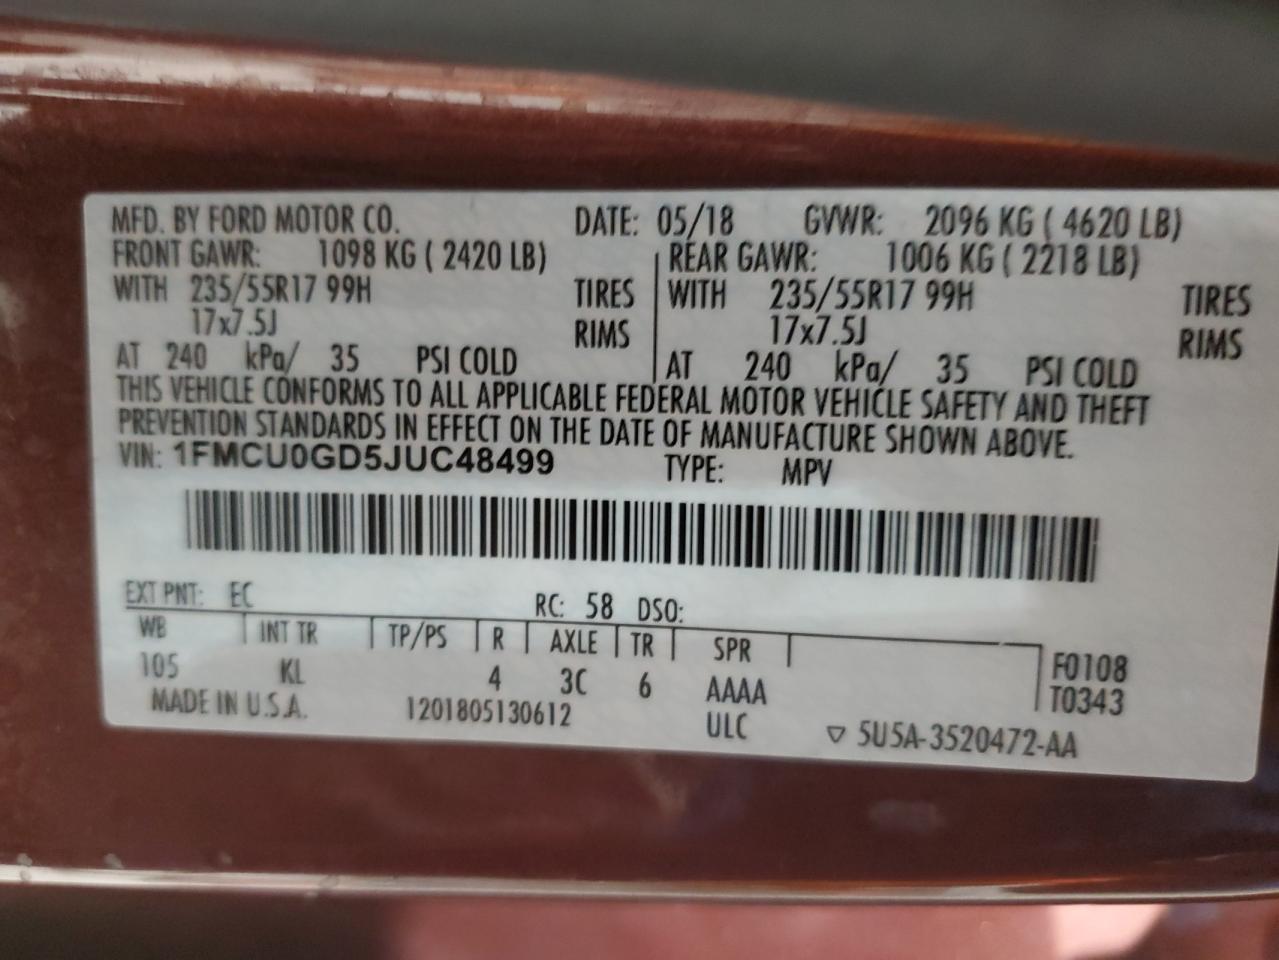 MFD. BY FORD MOTOR CO. DATE: 05/18 GVWR: 2096 KG ( 4620 LB)
FRONT GAWR: 1098 KG ( 2420 LB) REAR GAWR: 1006 KG ( 2218 LB)
WITH 235/55R17 99H TIRES WITH 235/55R17 99H TIRES
17x7.5J RIMS 17x7.5J RIMS
AT 240 kPa/ 35 PSI COLD AT 240 kPa/ 35 PSI COLD
THIS VEHICLE CONFORMS TO ALL APPLICABLE FEDERAL MOTOR VEHICLE SAFETY AND THEFT
PREVENTION STANDARDS IN EFFECT ON THE DATE OF MANUFACTURE SHOWN ABOVE.
VIN: 1FMCU0GD5JUC48499 TYPE: MPV
EXT PNT: EC RC: 58 DSO:
WB INT TR TP/PS R AXLE TR SPR
105 KL 4 3C 6 AAAA F0108
T0343
MADE IN U.S.A. 1201805130612 ULC ▽ 5U5A-3520472-AA